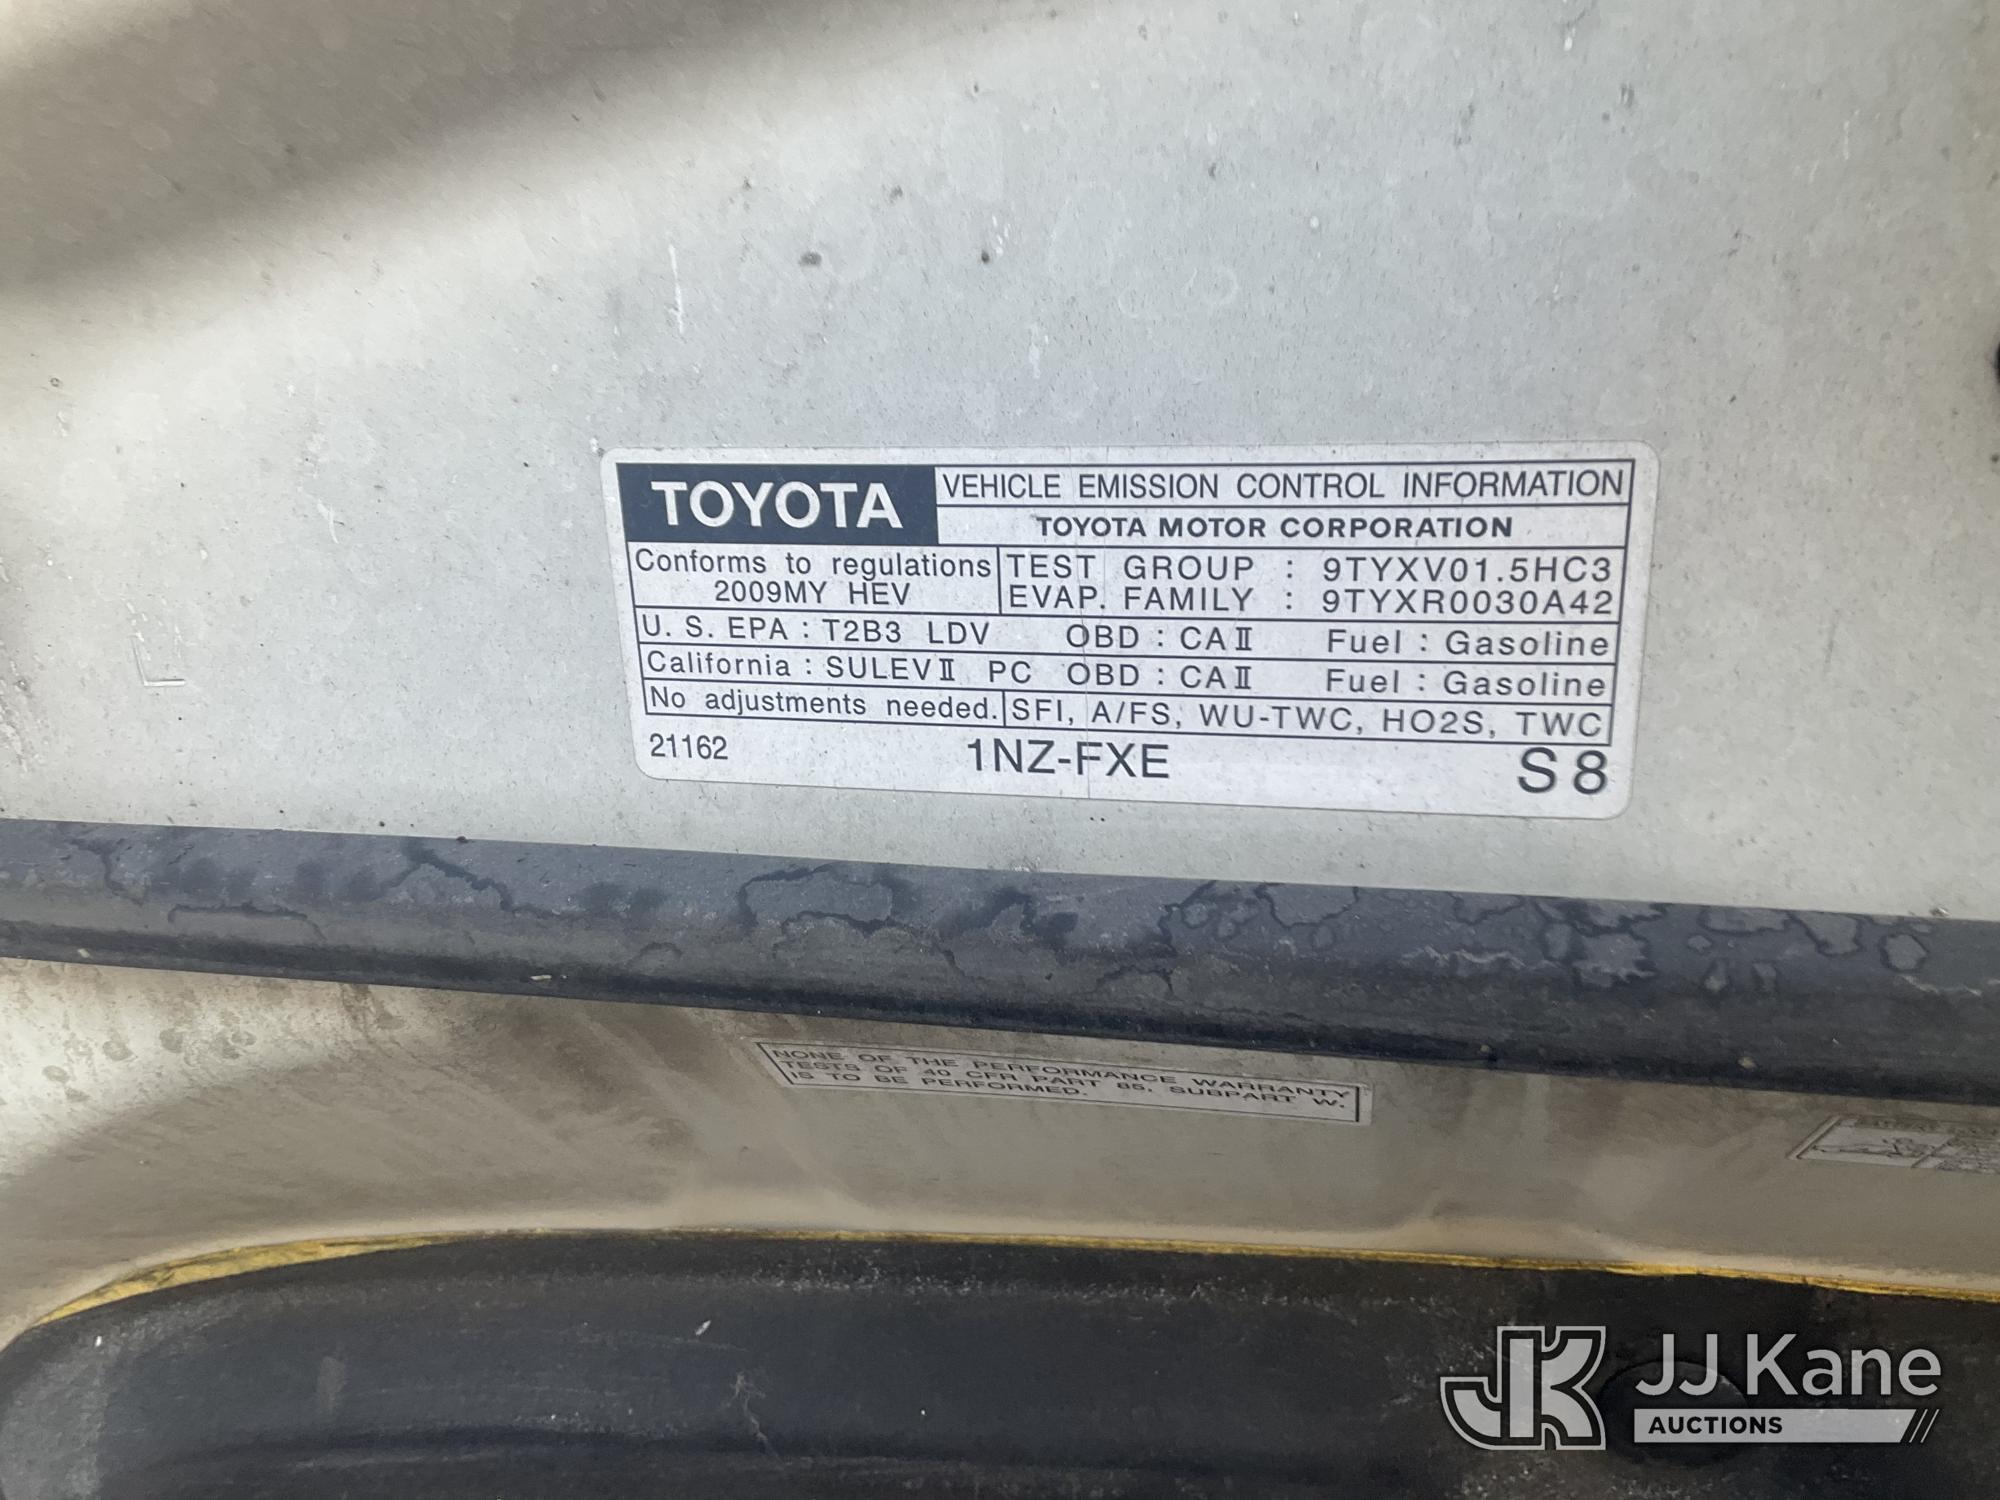 TOYOTA VEHICLE EMISSION CONTROL INFORMATION
TOYOTA MOTOR CORPORATION
Conforms to regulations TEST GROUP : 9TYXV01.5HC3
2009MY HEV EVAP. FAMILY : 9TYXR0030A42
U. S. EPA : T2B3 LDV OBD : CAⅡ Fuel : Gasoline
California : SULEVⅡ PC OBD : CAⅡ Fuel : Gasoline
No adjustments needed. SFI, A/FS, WU-TWC, HO2S, TWC
21162 1NZ-FXE S8
NONE OF THE PERFORMANCE WARRANTY
TESTS OF 40 CFR PART 85, SUBPART W,
IS TO BE PERFORMED.
JK JJ Kane
AUCTIONS